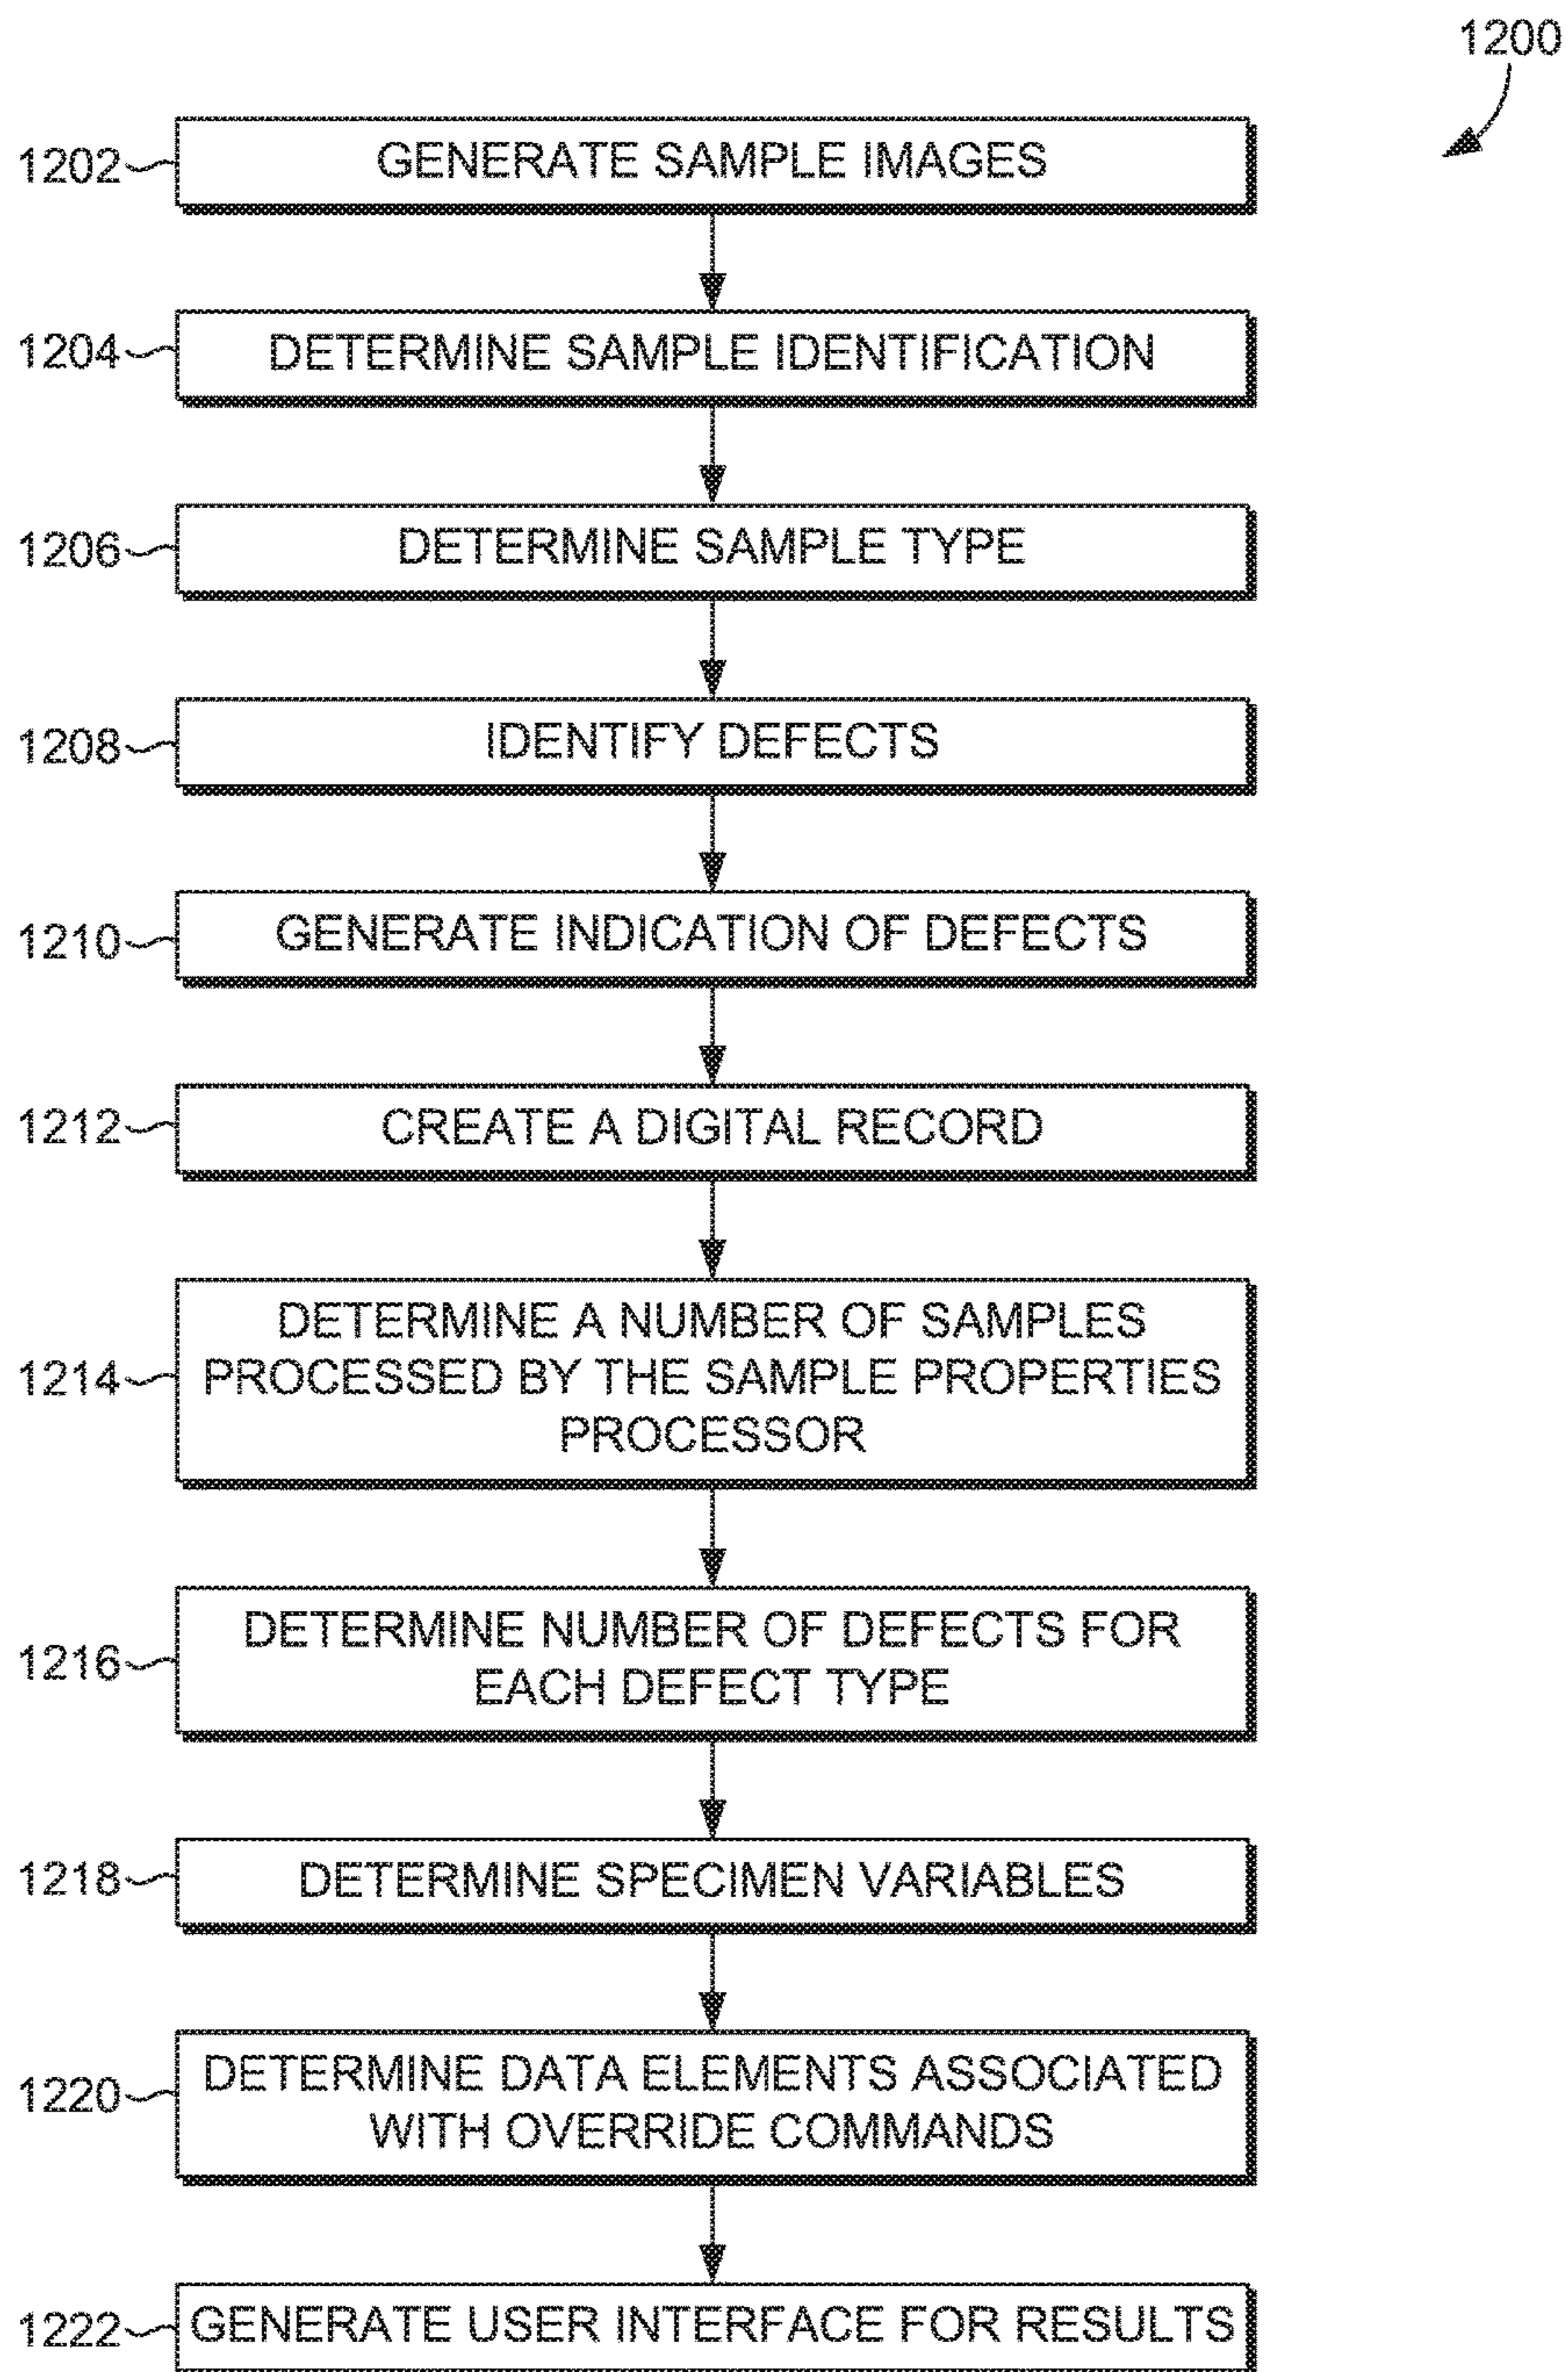 1200
1202
GENERATE SAMPLE IMAGES
1204
DETERMINE SAMPLE IDENTIFICATION
1206
DETERMINE SAMPLE TYPE
1208
IDENTIFY DEFECTS
1210
GENERATE INDICATION OF DEFECTS
1212
CREATE A DIGITAL RECORD
1214
DETERMINE A NUMBER OF SAMPLES
PROCESSED BY THE SAMPLE PROPERTIES
PROCESSOR
1216
DETERMINE NUMBER OF DEFECTS FOR
EACH DEFECT TYPE
1218
DETERMINE SPECIMEN VARIABLES
1220
DETERMINE DATA ELEMENTS ASSOCIATED
WITH OVERRIDE COMMANDS
1222
GENERATE USER INTERFACE FOR RESULTS